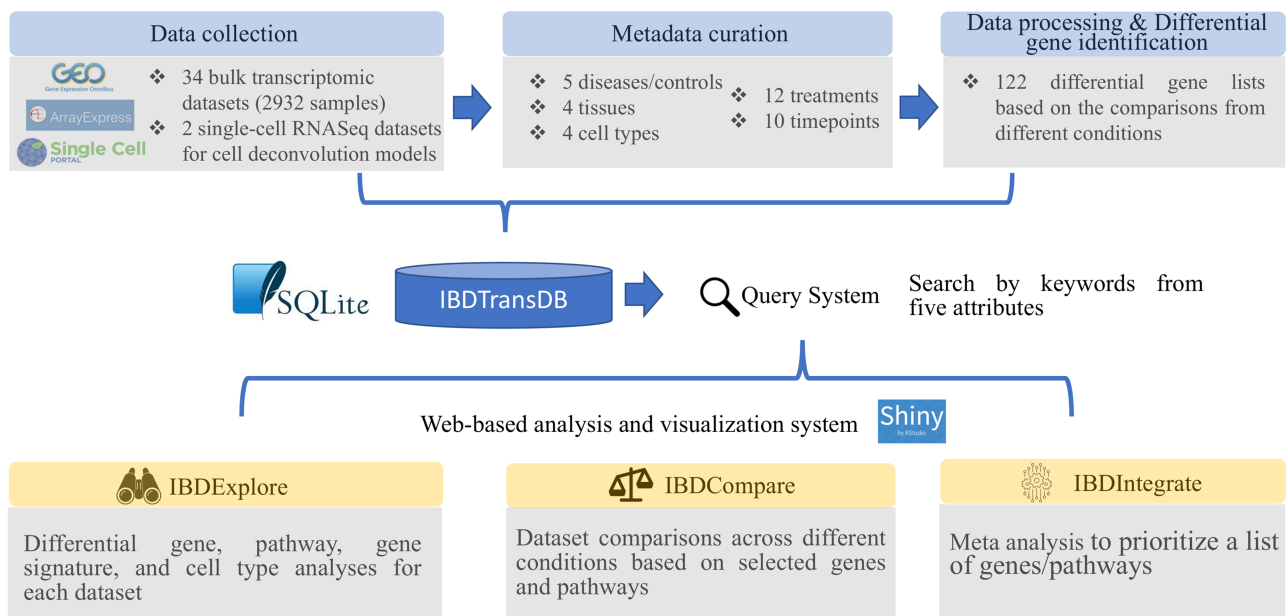 Data collection
GEO
Gene Expression Omnibus
ArrayExpress
Single Cell
PORTAL
❖ 34 bulk transcriptomic
datasets (2932 samples)
❖ 2 single-cell RNASeq datasets
for cell deconvolution models
Metadata curation
❖ 5 diseases/controls
❖ 4 tissues
❖ 4 cell types
❖ 12 treatments
❖ 10 timepoints
Data processing & Differential
gene identification
❖ 122 differential gene lists
based on the comparisons from
different conditions
SQLite
IBDTransDB
Query System
Search by keywords from
five attributes
Web-based analysis and visualization system
Shiny
by RStudio
IBDExplore
Differential gene, pathway, gene
signature, and cell type analyses for
each dataset
IBDCompare
Dataset comparisons across different
conditions based on selected genes
and pathways
IBDIntegrate
Meta analysis to prioritize a list
of genes/pathways